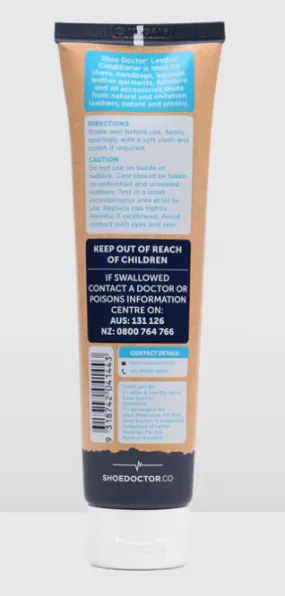 Shoe Doctor® Leather
Conditioner is ideal for
shoes, handbags, luggage,
leather garments, furniture
and all accessories made
from natural and imitation
leathers, patent and plastic.
DIRECTIONS
Shake well before use. Apply
sparingly with a soft cloth and
polish if required.
CAUTION
Do not use on suede or
nubuck. Care should be taken
on unfinished and unsealed
leathers. Test in a small
inconspicuous area prior to
use. Replace cap tightly.
Harmful if swallowed. Avoid
contact with eyes and skin.
KEEP OUT OF REACH
OF CHILDREN
IF SWALLOWED
CONTACT A DOCTOR OR
POISONS INFORMATION
CENTRE ON:
AUS: 131 126
NZ: 0800 764 766
CONTACT DETAILS
9 318742 041443
SHOEDOCTOR.CO